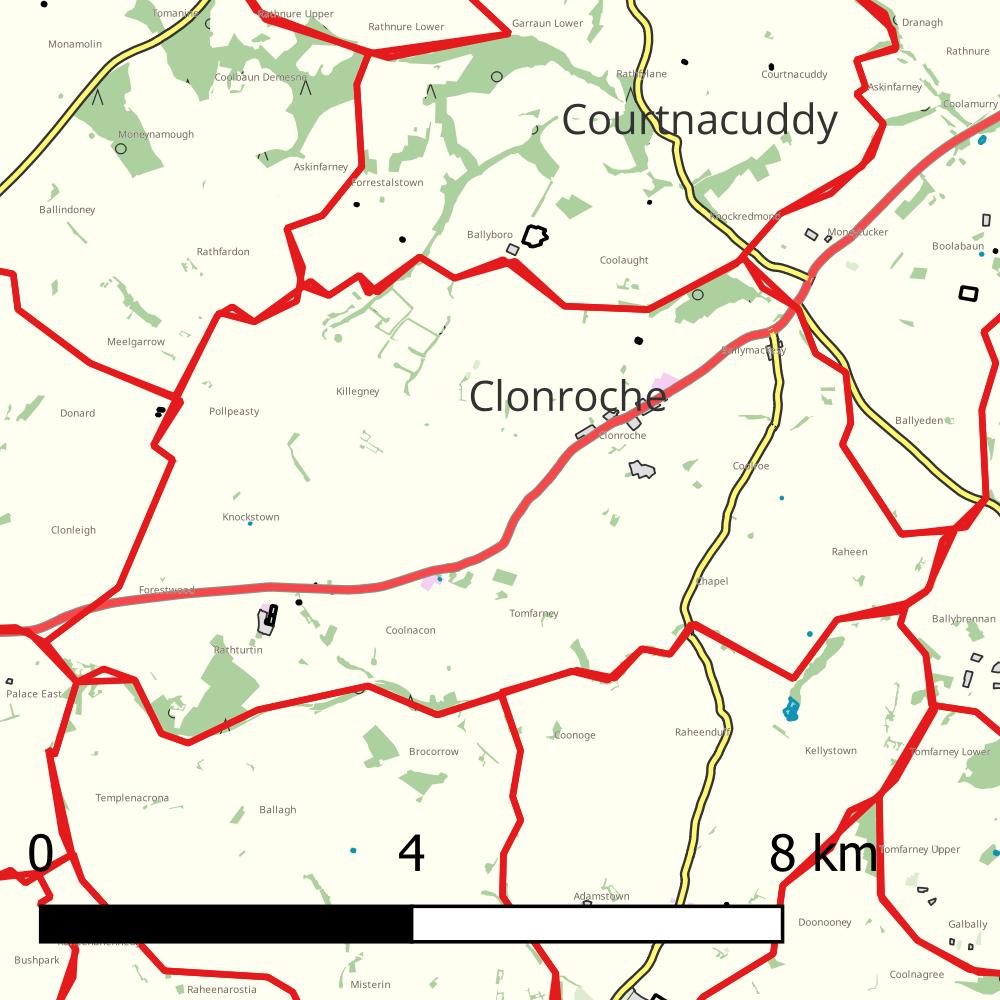 Tomanine
Rathnure Upper
Rathnure Lower
Garraun Lower
Dranagh
Monamolin
Rathnure
Coolbaun Demesne
Rathphlane
Courtnacuddy
Askinfarney
Coolamurry
Courtnacuddy
Moneynamough
Askinfarney
Forrestalstown
Ballindoney
Knockredmond
Monatucker
Ballyboro
Boolabaun
Rathfardon
Coolaught
Meelgarrow
Ballymackesy
Killegney
Clonroche
Donard
Pollpeasty
Ballyeden
Clonroche
Coolroe
Knockstown
Clonleigh
Raheen
Chapel
Forestwood
Tomfarney
Ballybrennan
Coolnacon
Rathturtin
Palace East
Coonoge
Raheenduff
Brocorrow
Kellystown
Tomfarney Lower
Templenacrona
Ballagh
0 4 8 km
Tomfarney Upper
Adamstown
Doonooney
Galbally
Bushpark
Coolnagree
Misterin
Raheenarostia